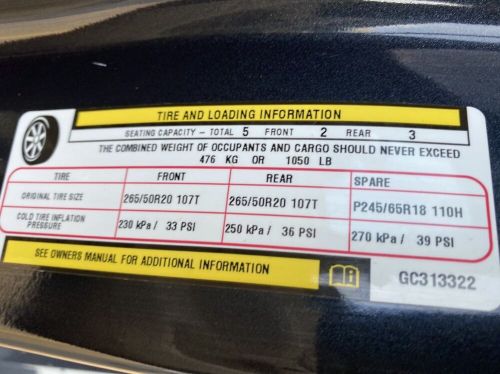 TIRE AND LOADING INFORMATION
SEATING CAPACITY - TOTAL 5 FRONT 2 REAR 3
THE COMBINED WEIGHT OF OCCUPANTS AND CARGO SHOULD NEVER EXCEED
476 KG OR 1050 LB
TIRE FRONT REAR SPARE
ORIGINAL TIRE SIZE 265/50R20 107T 265/50R20 107T P245/65R18 110H
COLD TIRE INFLATION PRESSURE 230 kPa / 33 PSI 250 kPa / 36 PSI 270 kPa / 39 PSI
SEE OWNERS MANUAL FOR ADDITIONAL INFORMATION
GC313322